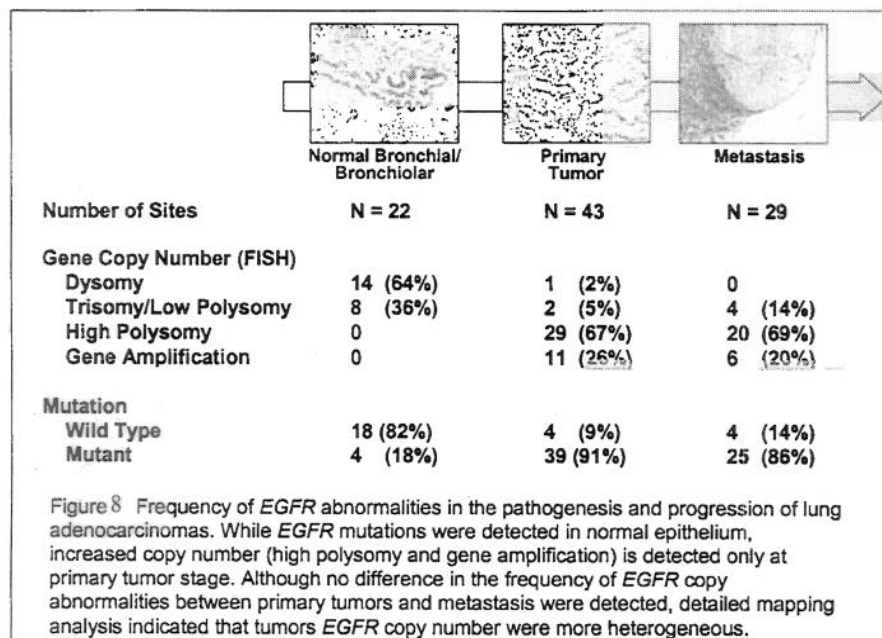 Normal Bronchial/ Primary Metastasis
Bronchiolar Tumor
Number of Sites N = 22 N = 43 N = 29
Gene Copy Number (FISH)
Dysomy 14 (64%) 1 (2%) 0
Trisomy/Low Polysomy 8 (36%) 2 (5%) 4 (14%)
High Polysomy 0 29 (67%) 20 (69%)
Gene Amplification 0 11 (26%) 6 (20%)
Mutation
Wild Type 18 (82%) 4 (9%) 4 (14%)
Mutant 4 (18%) 39 (91%) 25 (86%)
Figure 8 Frequency of EGFR abnormalities in the pathogenesis and progression of lung
adenocarcinomas. While EGFR mutations were detected in normal epithelium,
increased copy number (high polysomy and gene amplification) is detected only at
primary tumor stage. Although no difference in the frequency of EGFR copy
abnormalities between primary tumors and metastasis were detected, detailed mapping
analysis indicated that tumors EGFR copy number were more heterogeneous.